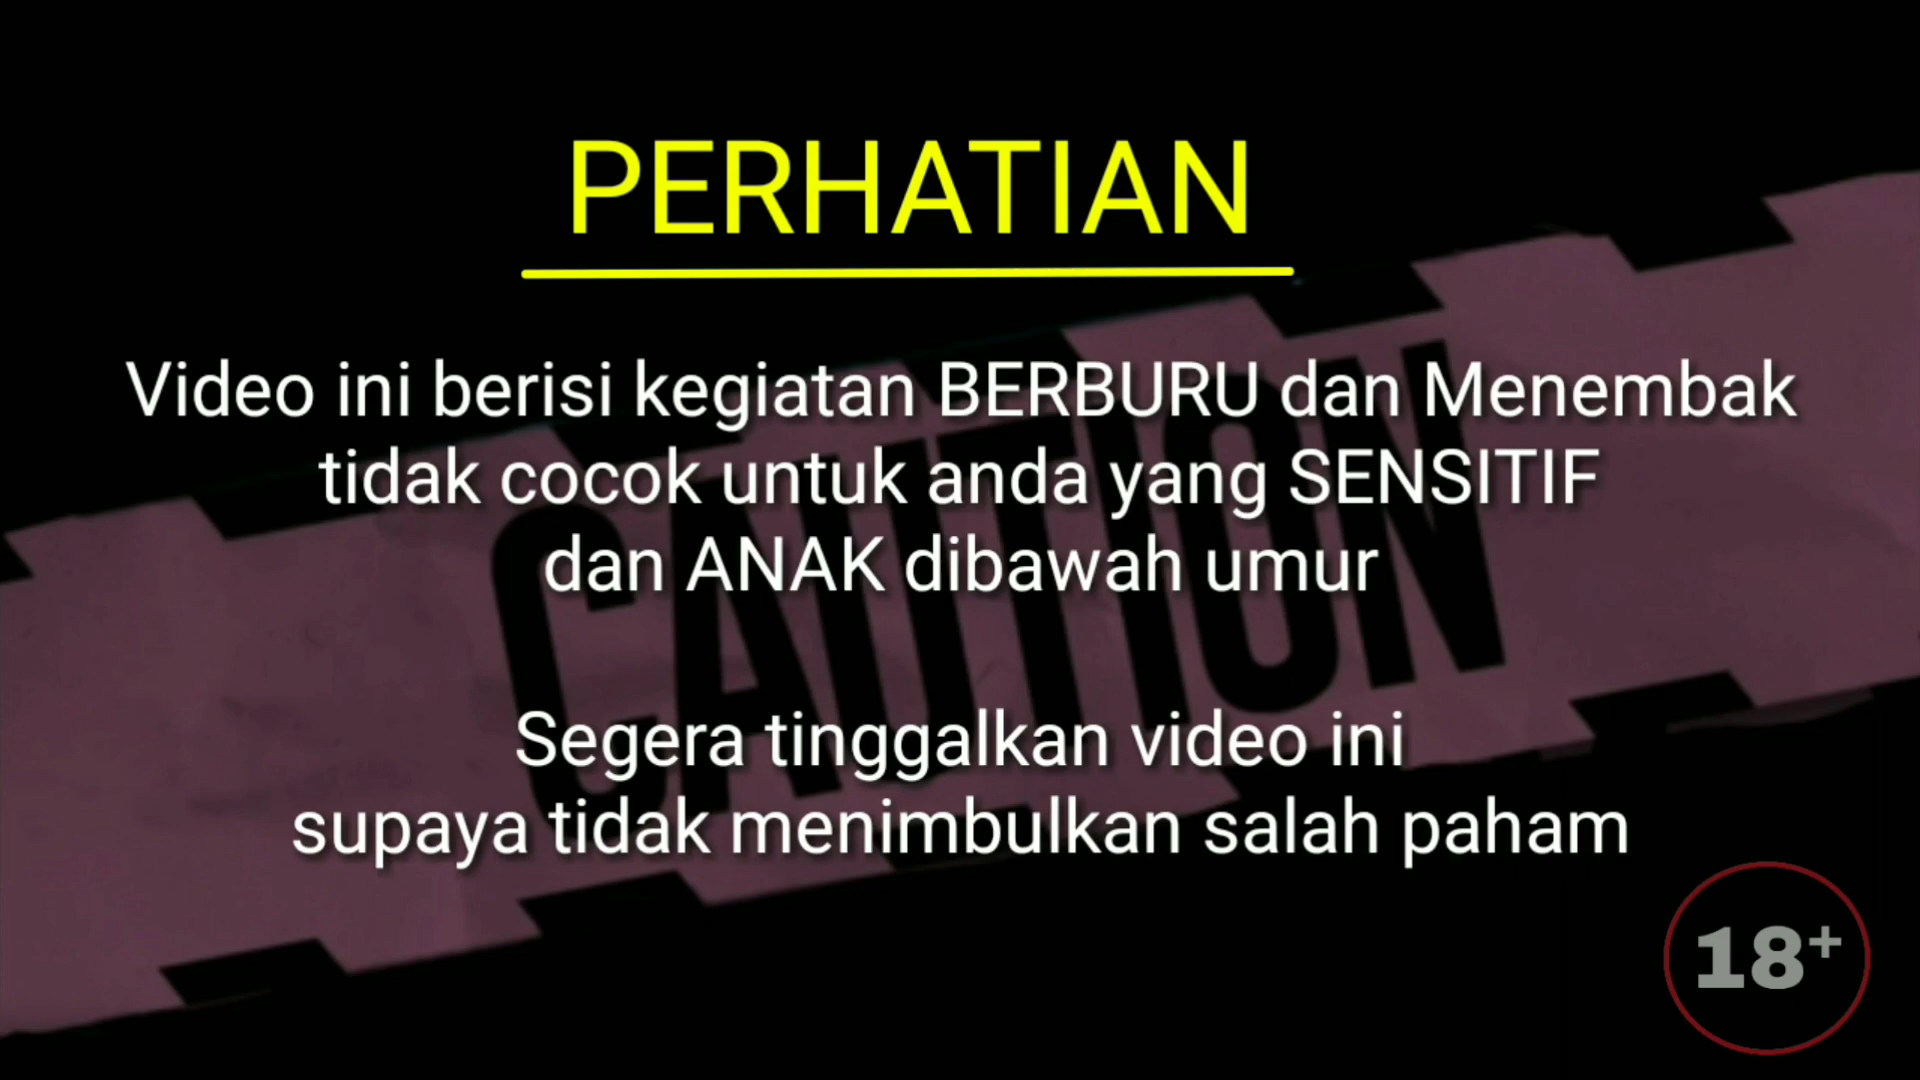 PERHATIAN
Video ini berisi kegiatan BERBURU dan Menembak
tidak cocok untuk anda yang SENSITIF
dan ANAK dibawah umur
Segera tinggalkan video ini
supaya tidak menimbulkan salah paham
CAUTION
18+